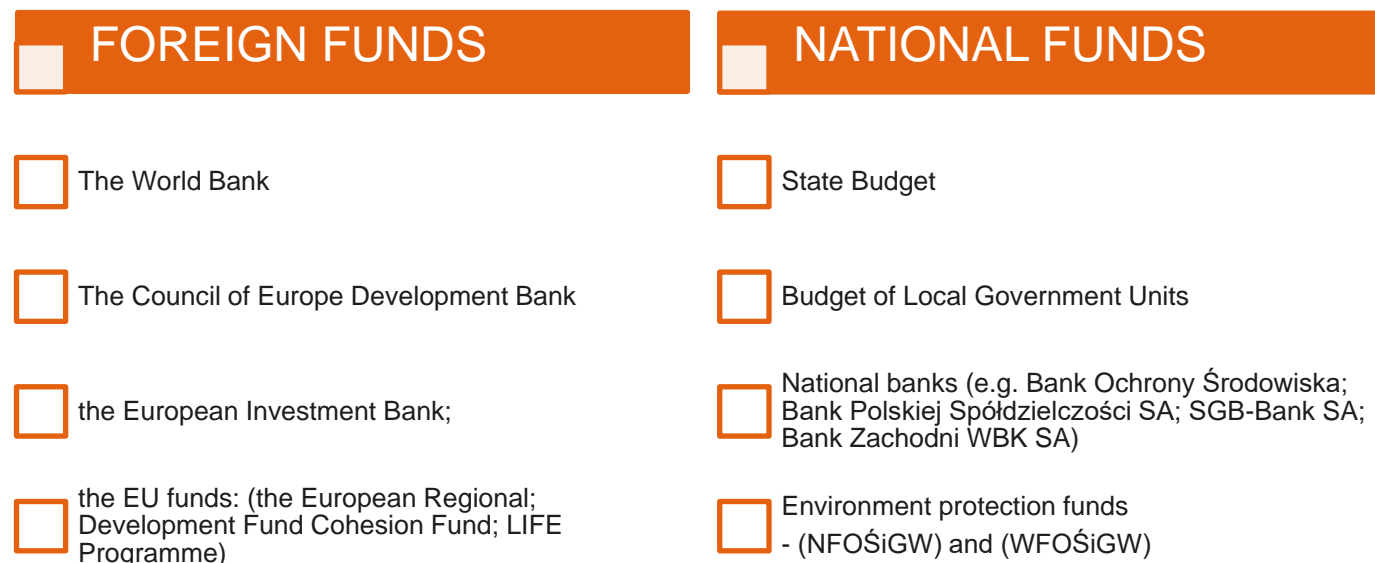 FOREIGN FUNDS
The World Bank
The Council of Europe Development Bank
the European Investment Bank;
the EU funds: (the European Regional;
Development Fund Cohesion Fund; LIFE
Programme)
NATIONAL FUNDS
State Budget
Budget of Local Government Units
National banks (e.g. Bank Ochrony Środowiska;
Bank Polskiej Spółdzielczości SA; SGB-Bank SA;
Bank Zachodni WBK SA)
Environment protection funds
- (NFOŚiGW) and (WFOŚiGW)